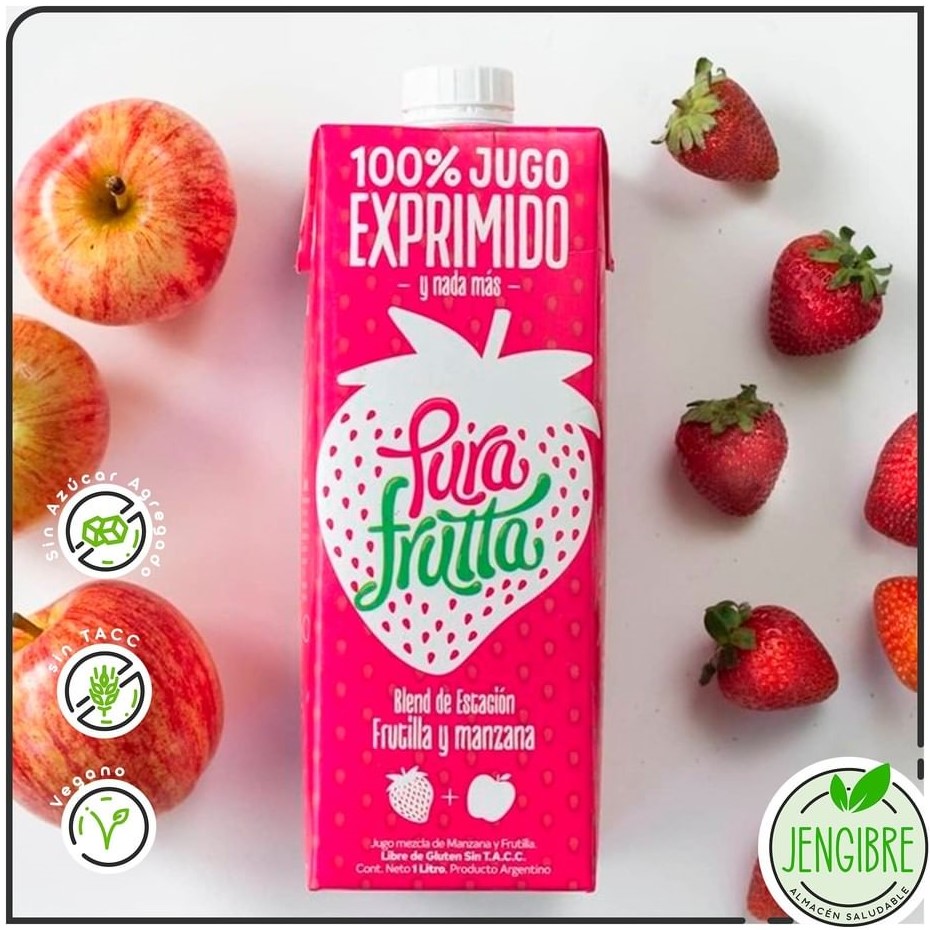 100% JUGO
EXPRIMIDO
- y nada más -
Pura
frutta
Blend de Estación
Frutilla y manzana
+
Jugo mezcla de Manzana y Frutilla.
Libre de Gluten Sin T.A.C.C.
Cont. Neto 1 Litro. Producto Argentino
Sin Azúcar Agregado
sin TACC
Vegano
JENGIBRE
ALMACÉN SALUDABLE